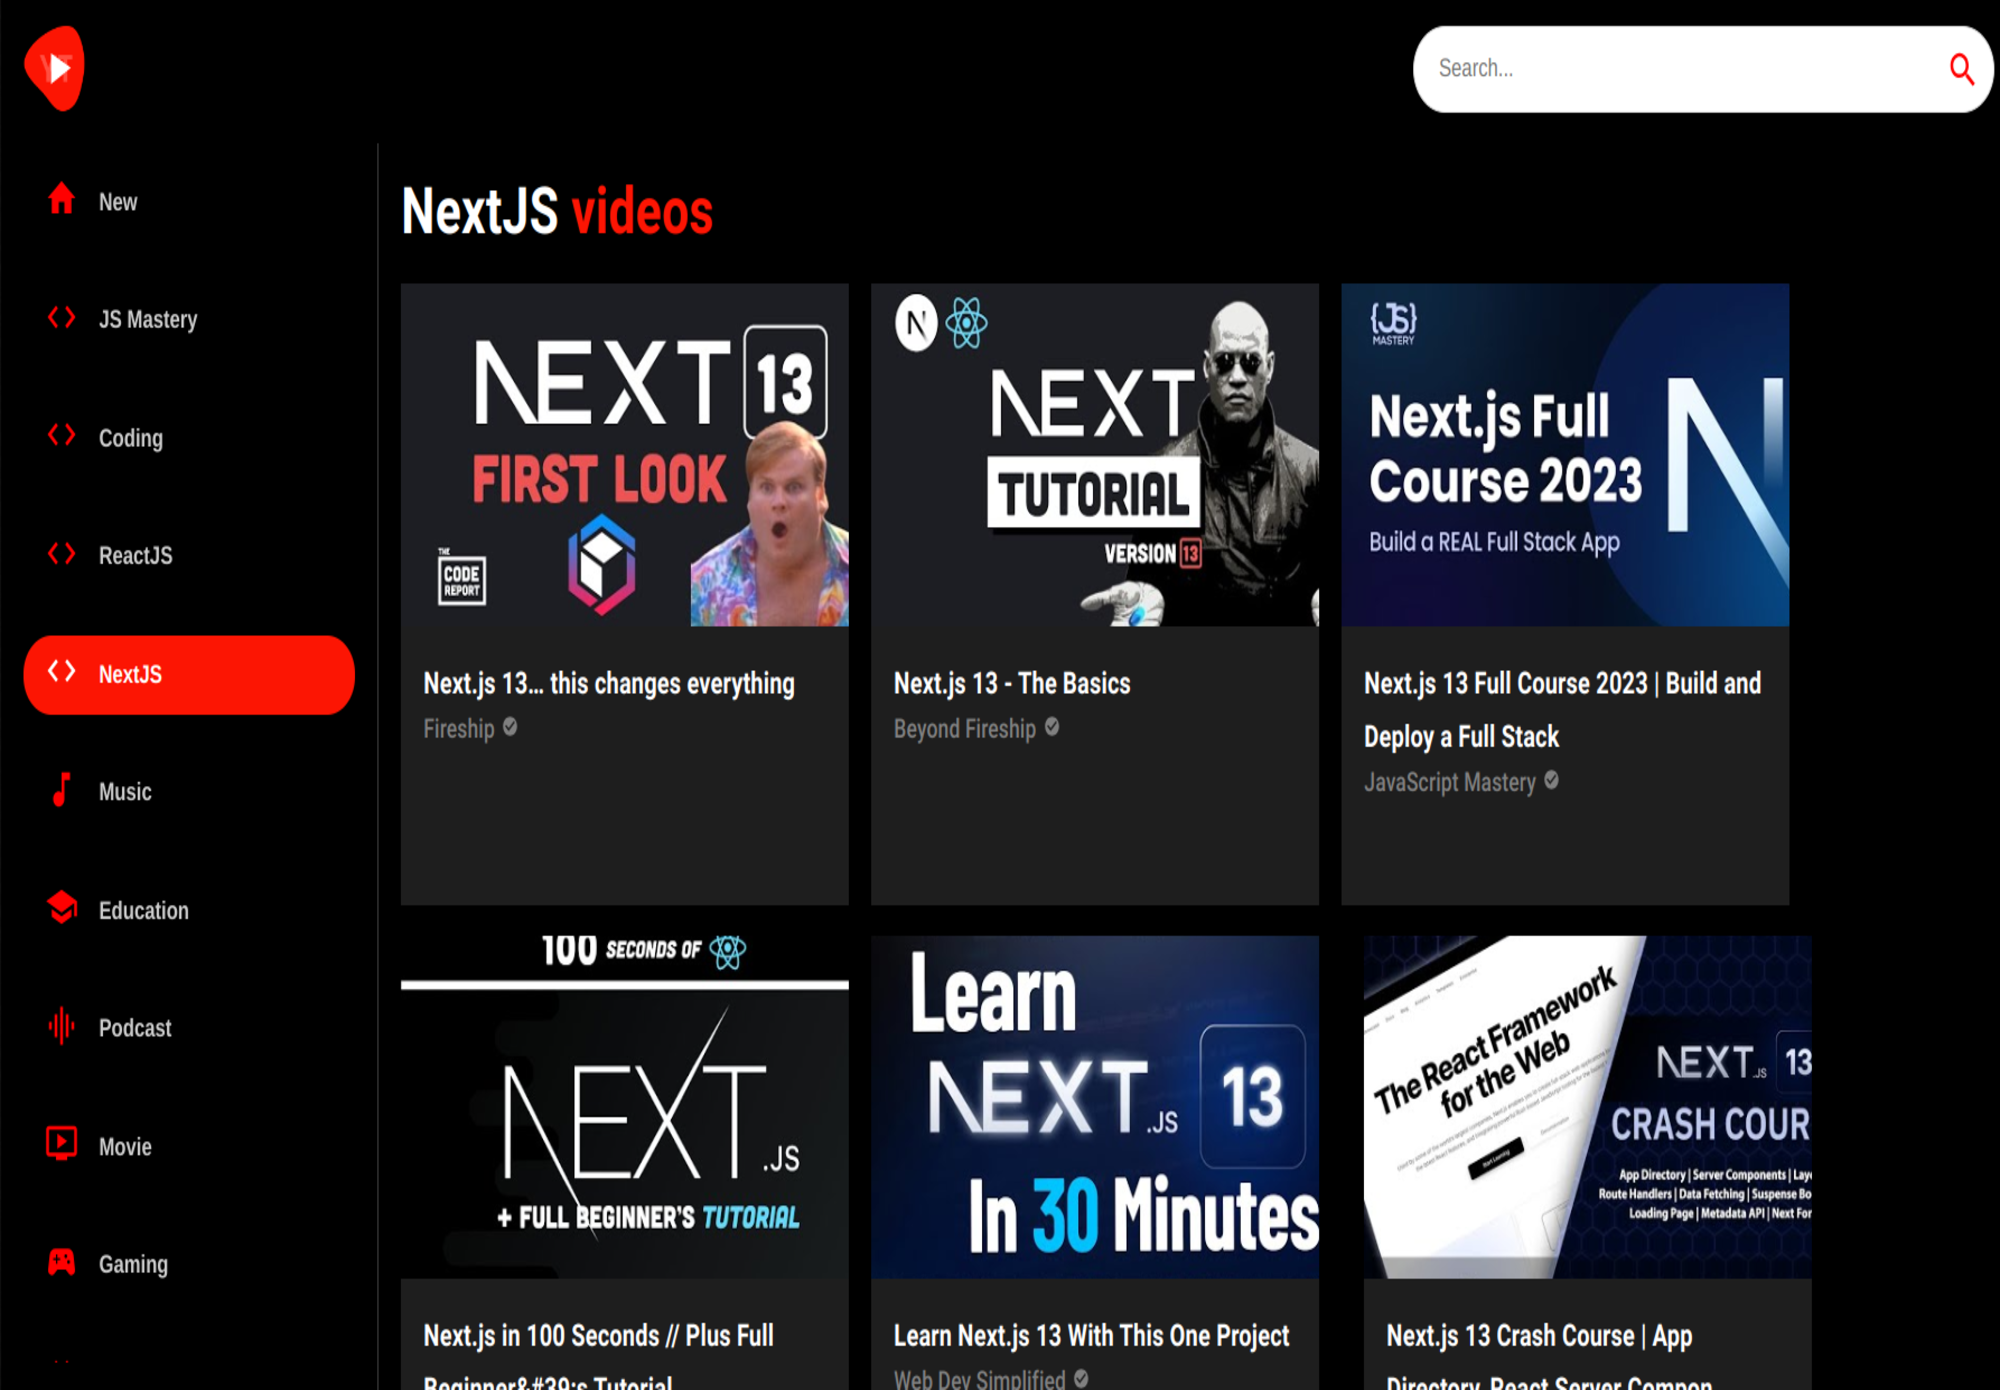 YT
Search...
New
JS Mastery
Coding
ReactJS
NextJS
Music
Education
Podcast
Movie
Gaming
NextJS videos
NEXT 13
FIRST LOOK
THE
CODE
REPORT
Next.js 13... this changes everything
Fireship
N
NEXT
TUTORIAL
VERSION 13
Next.js 13 - The Basics
Beyond Fireship
{JS}
MASTERY
Next.js Full
Course 2023
Build a REAL Full Stack App
N
Next.js 13 Full Course 2023 | Build and
Deploy a Full Stack
JavaScript Mastery
100 SECONDS OF
NEXT.JS
+ FULL BEGINNER'S TUTORIAL
Next.js in 100 Seconds // Plus Full
Beginner&#39;s Tutorial
Learn
NEXT.JS 13
In 30 Minutes
Learn Next.js 13 With This One Project
Web Dev Simplified
The React Framework
for the Web
Start Learning
NEXT.JS 13
CRASH COUR
App Directory | Server Components | Lay
Route Handlers | Data Fetching | Suspense Bo
Loading Page | Metadata API | Next For
Next.js 13 Crash Course | App
Directory, React Server Compon